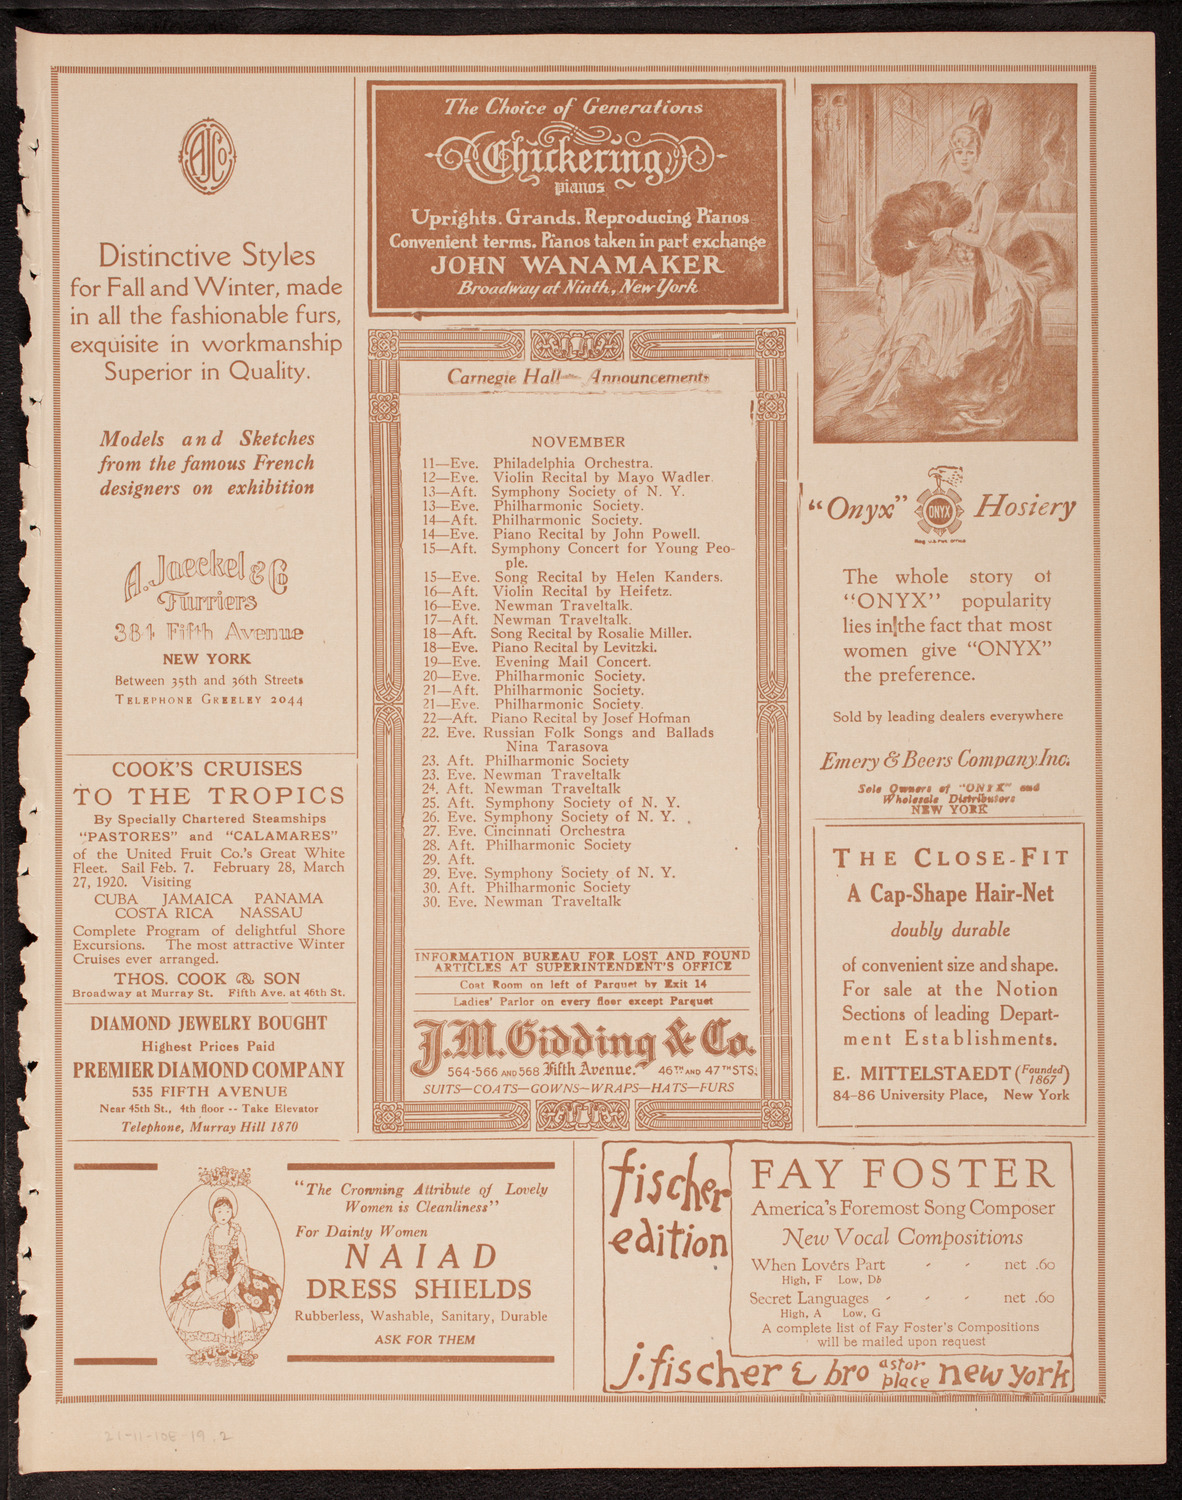 AJCo
Distinctive Styles
for Fall and Winter, made
in all the fashionable furs,
exquisite in workmanship
Superior in Quality.
Models and Sketches
from the famous French
designers on exhibition
A. Jaeckel & Co
Furriers
384 Fifth Avenue
NEW YORK
Between 35th and 36th Streets
TELEPHONE GREELEY 2044
COOK'S CRUISES
TO THE TROPICS
By Specially Chartered Steamships
"PASTORES" and "CALAMARES"
of the United Fruit Co.'s Great White
Fleet. Sail Feb. 7. February 28, March
27, 1920. Visiting
CUBA JAMAICA PANAMA
COSTA RICA NASSAU
Complete Program of delightful Shore
Excursions. The most attractive Winter
Cruises ever arranged.
THOS. COOK & SON
Broadway at Murray St. Fifth Ave. at 46th St.
DIAMOND JEWELRY BOUGHT
Highest Prices Paid
PREMIER DIAMOND COMPANY
535 FIFTH AVENUE
Near 45th St., 4th floor -- Take Elevator
Telephone, Murray Hill 1870
The Choice of Generations
Chickering
pianos
Uprights. Grands. Reproducing Pianos
Convenient terms. Pianos taken in part exchange
JOHN WANAMAKER
Broadway at Ninth, New York
Carnegie Hall Announcements
NOVEMBER
11—Eve. Philadelphia Orchestra.
12—Eve. Violin Recital by Mayo Wadler.
13—Aft. Symphony Society of N. Y.
13—Eve. Philharmonic Society.
14—Aft. Philharmonic Society.
14—Eve. Piano Recital by John Powell.
15—Aft. Symphony Concert for Young Peo-
ple.
15—Eve. Song Recital by Helen Kanders.
16—Aft. Violin Recital by Heifetz.
16—Eve. Newman Traveltalk.
17—Aft. Newman Traveltalk.
18—Aft. Song Recital by Rosalie Miller.
18—Eve. Piano Recital by Levitzki.
19—Eve. Evening Mail Concert.
20—Eve. Philharmonic Society.
21—Aft. Philharmonic Society.
21—Eve. Philharmonic Society.
22—Aft. Piano Recital by Josef Hofman
22. Eve. Russian Folk Songs and Ballads
Nina Tarasova
23. Aft. Philharmonic Society
23. Eve. Newman Traveltalk
24. Aft. Newman Traveltalk
25. Aft. Symphony Society of N. Y.
26. Eve. Symphony Society of N. Y.
27. Eve. Cincinnati Orchestra
28. Aft. Philharmonic Society
29. Aft.
29. Eve. Symphony Society of N. Y.
30. Aft. Philharmonic Society
30. Eve. Newman Traveltalk
INFORMATION BUREAU FOR LOST AND FOUND
ARTICLES AT SUPERINTENDENT'S OFFICE
Coat Room on left of Parquet by Exit 14
Ladies' Parlor on every floor except Parquet
J.M. Gidding & Co.
564-566 AND 568 Fifth Avenue. 46TH AND 47TH STS.
SUITS—COATS—GOWNS—WRAPS—HATS—FURS
"Onyx" ONYX Hosiery
Reg. U.S. Pat. Office
The whole story of
"ONYX" popularity
lies in the fact that most
women give "ONYX"
the preference.
Sold by leading dealers everywhere
Emery & Beers Company, Inc.
Sole Owners of "ONYX" and
Wholesale Distributors
NEW YORK
THE CLOSE-FIT
A Cap-Shape Hair-Net
doubly durable
of convenient size and shape.
For sale at the Notion
Sections of leading Depart-
ment Establishments.
E. MITTELSTAEDT (Founded 1867)
84-86 University Place, New York
"The Crowning Attribute of Lovely
Women is Cleanliness"
For Dainty Women
NAIAD
DRESS SHIELDS
Rubberless, Washable, Sanitary, Durable
ASK FOR THEM
fischer
edition
FAY FOSTER
America's Foremost Song Composer
New Vocal Compositions
When Lovers Part - - net .60
High, F Low, Db
Secret Languages - - - net .60
High, A Low, G
A complete list of Fay Foster's Compositions
will be mailed upon request
j. fischer & bro astor place new york
21-11-10E-19.2